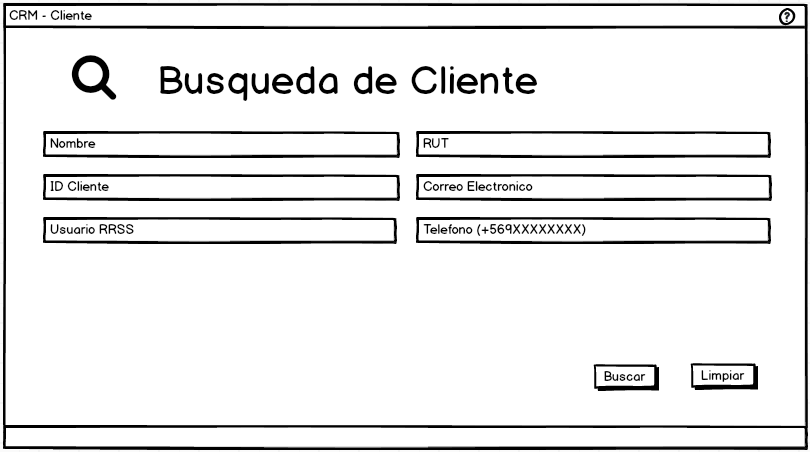 CRM - Cliente ?
Busqueda de Cliente
Nombre RUT
ID Cliente Correo Electronico
Usuario RRSS Telefono (+569XXXXXXXX)
Buscar Limpiar